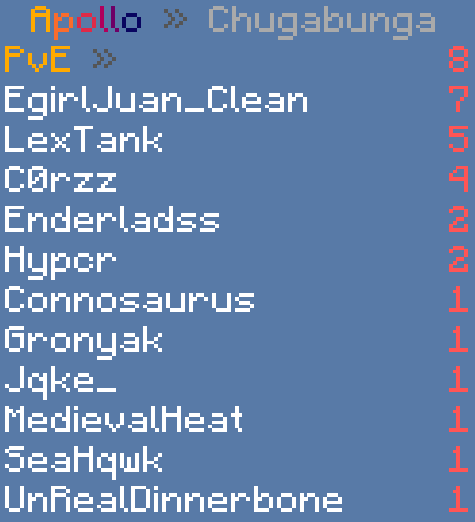 Apollo » Chugabunga
PvE » 8
EgirlJuan_Clean 7
LexTank 5
C0rzz 4
Enderladss 2
Hypcr 2
Connosaurus 1
Gronyak 1
Jqke_ 1
MedievalHeat 1
SeaHqwk 1
UnRealDinnerbone 1